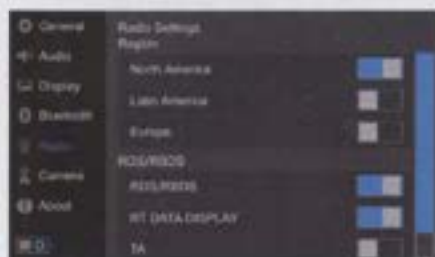 General
Audio
Display
Bluetooth
Radio
Camera
About
Radio Settings
Region
North America
Latin America
Europe
RDS/RBDS
RDS/RBDS
RT DATA DISPLAY
TA